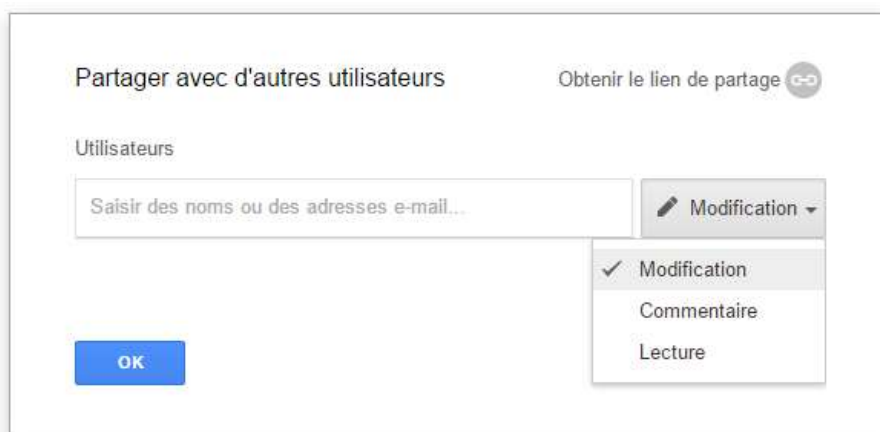 Partager avec d'autres utilisateurs
Obtenir le lien de partage
Utilisateurs
Saisir des noms ou des adresses e-mail...
Modification
Modification
Commentaire
Lecture
OK